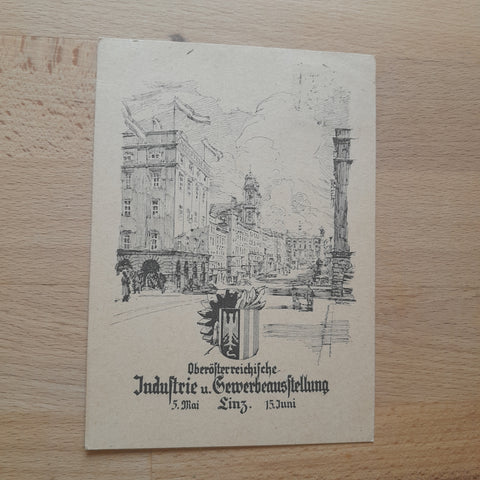 Oberösterreichische
Industrie u. Gewerbeausstellung
5. Mai Linz. 15. Juni